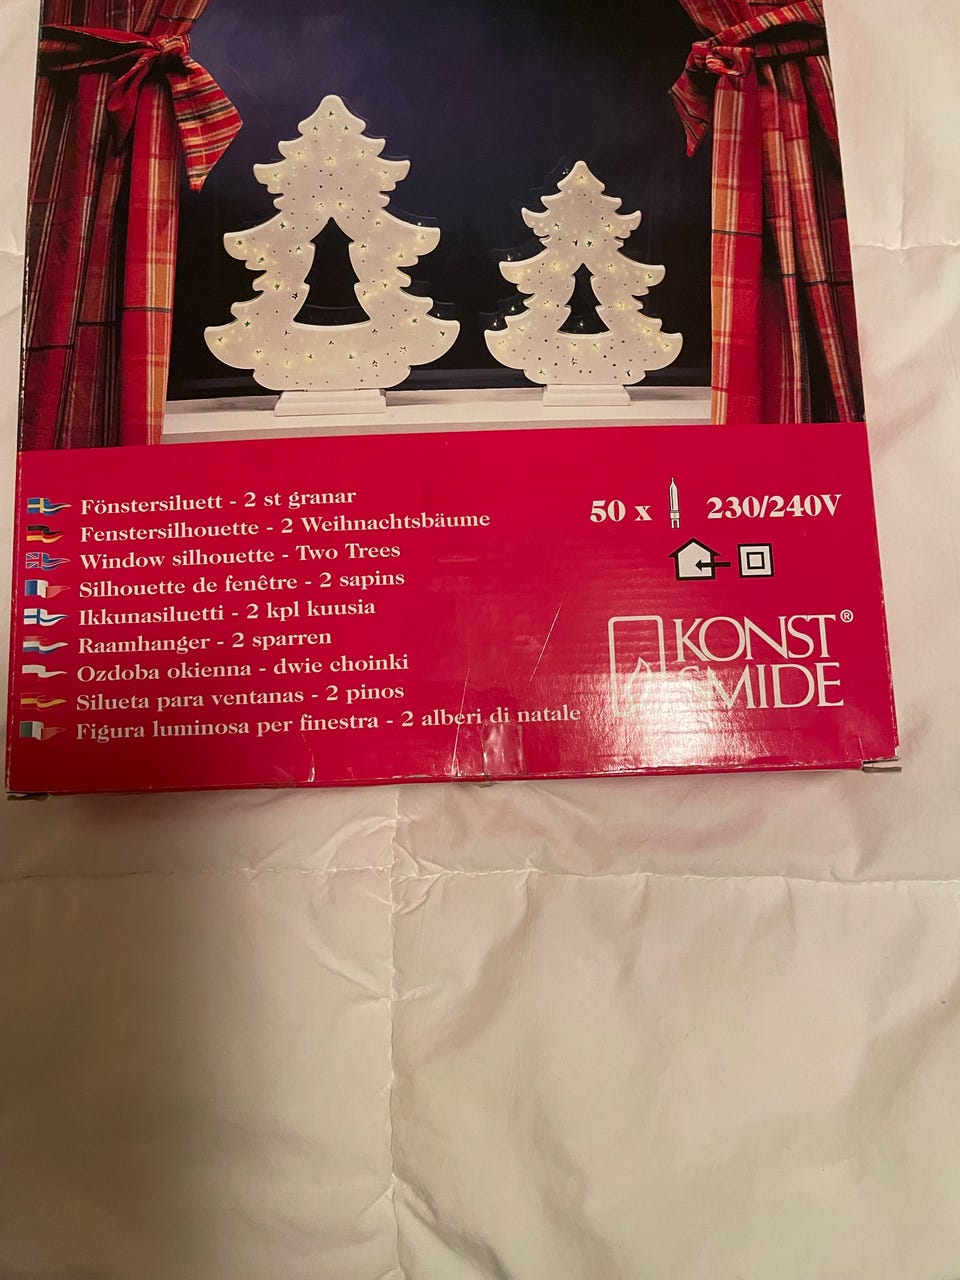 Fönstersiluett - 2 st granar
Fenstersilhouette - 2 Weihnachtsbäume
Window silhouette - Two Trees
Silhouette de fenêtre - 2 sapins
Ikkunasiluetti - 2 kpl kuusia
Raamhanger - 2 sparren
Ozdoba okienna - dwie choinki
Silueta para ventanas - 2 pinos
Figura luminosa per finestra - 2 alberi di natale
50 x 230/240V
KONST®
SMIDE